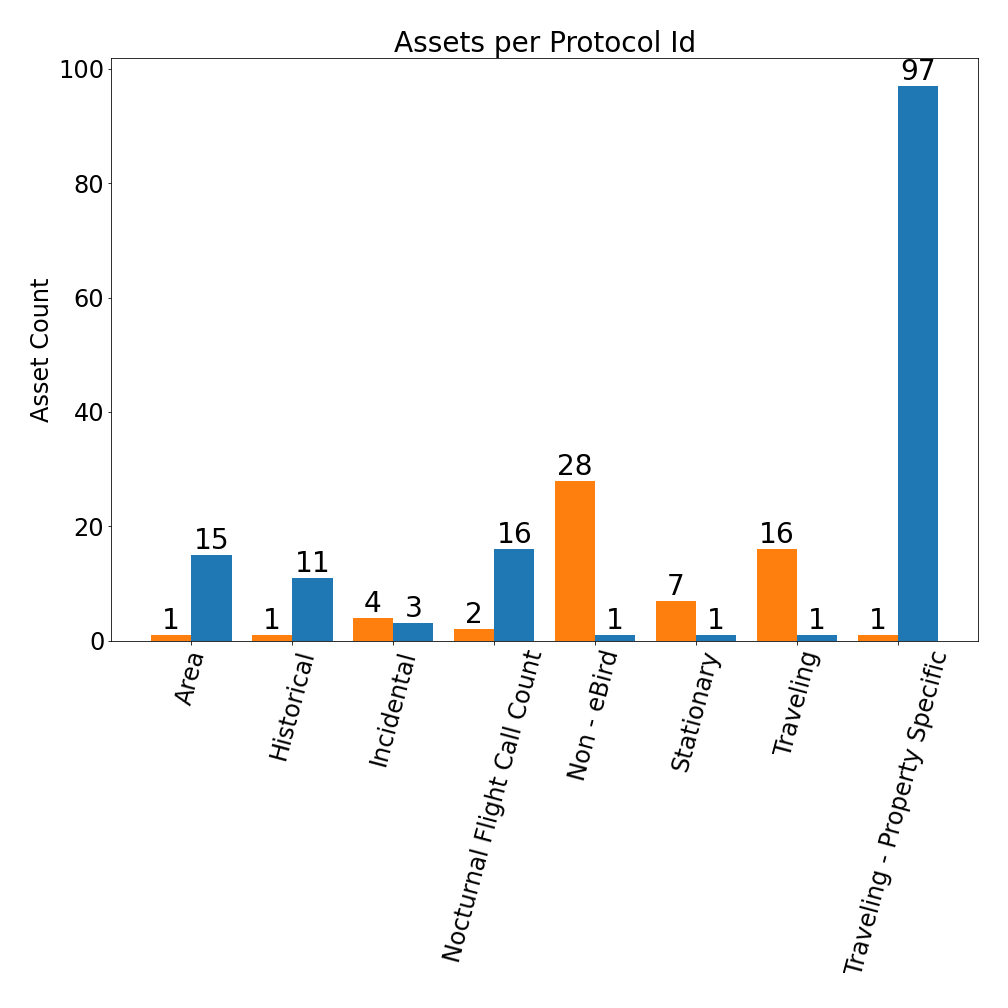 Assets per Protocol Id
Asset Count
100
80
60
40
20
0
1
15
1
11
4
3
2
16
28
1
7
1
16
1
1
97
Area
Historical
Incidental
Nocturnal Flight Call Count
Non - eBird
Stationary
Traveling
Traveling - Property Specific